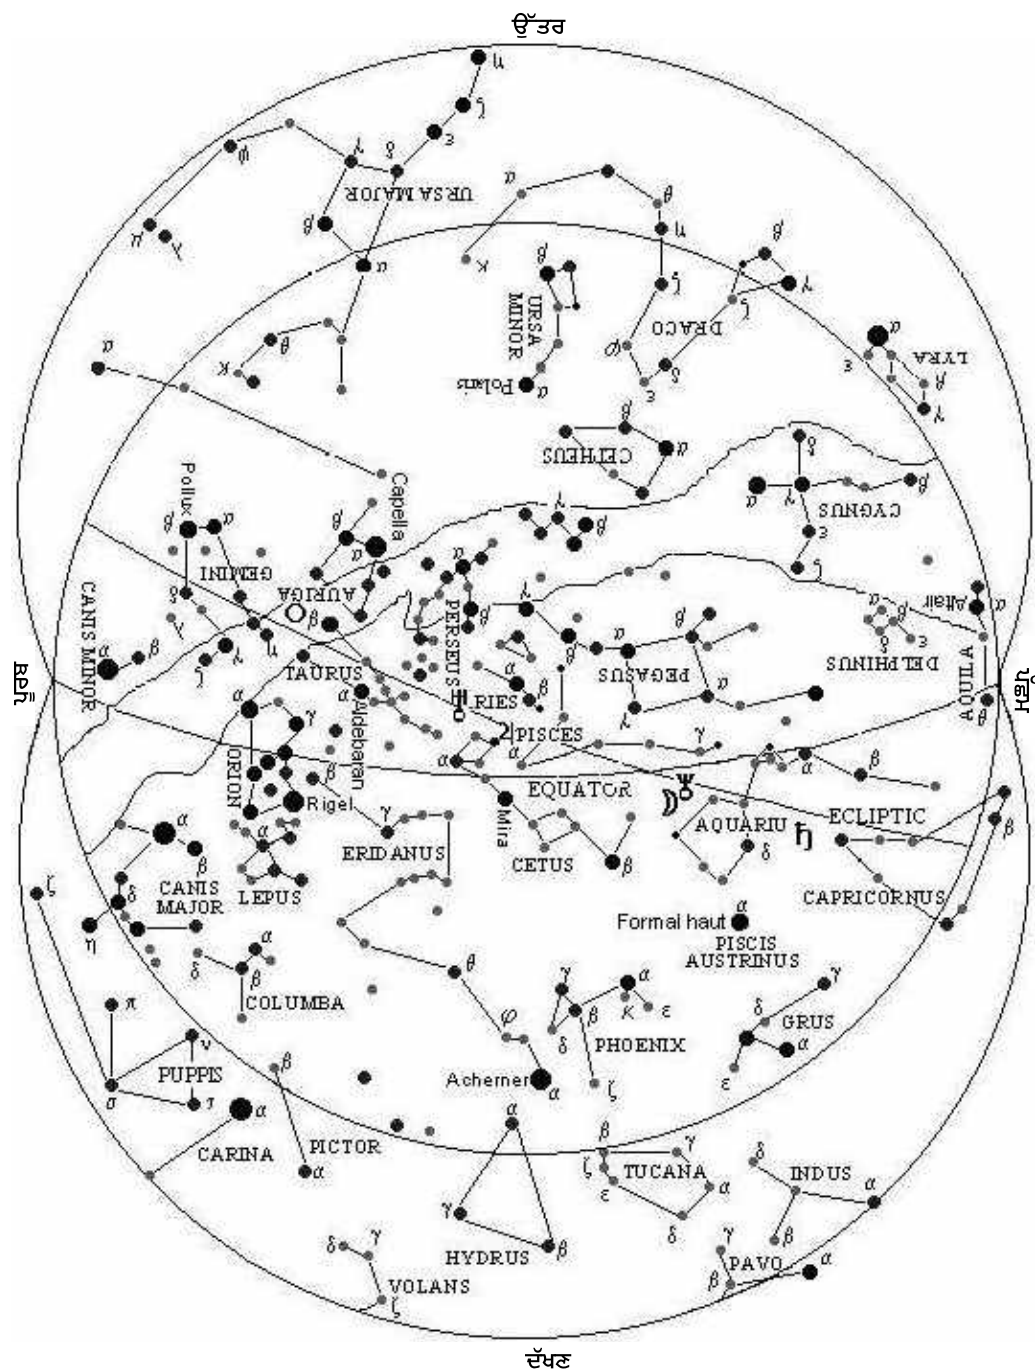 ਉੱਤਰ
η
ζ
ε
δ
γ
φ
URSA MAJOR
β
μ
λ
α
α
θ
η
κ
β
ζ
β
γ
ζ
URSA
MINOR
DRACO
φ
δ
ε
Polaris
α
α
LYRA
ε
β
γ
θ
κ
α
β
α
CEPHEUS
δ
α
γ
β
CYGNUS
ε
ζ
Pollux
β
α
Capella
β
α
γ
β
GEMINI
AURIGA
δ
λ
CANIS MINOR
α
β
ζ
γ
η
β
TAURUS
α
Aldebaran
PERSEUS
α
β
γ
α
β
PEGASUS
α
γ
β
δ
ε
DELPHINUS
α
Altair
AQUILA
θ
ਪੂਰਬ
ਪੱਛਮ
RIES
α
β
PISCES
α
γ
α
γ
ORION
β
Rigel
α
EQUATOR
Mira
CETUS
β
γ
ERIDANUS
α
β
AQUARIU
δ
ECLIPTIC
β
CAPRICORNUS
α
β
CANIS
MAJOR
δ
η
ζ
α
LEPUS
α
Formal haut
PISCIS
AUSTRINUS
δ
α
β
COLUMBA
θ
γ
α
κ
ε
β
δ
PHOENIX
ζ
γ
δ
GRUS
α
ε
π
ν
PUPPIS
σ
τ
β
φ
Acherner
α
α
CARINA
PICTOR
α
α
β
γ
ζ
TUCANA
ε
α
δ
δ
INDUS
α
β
γ
HYDRUS
β
δ
γ
VOLANS
ζ
γ
PAVO
α
β
ਦੱਖਣ